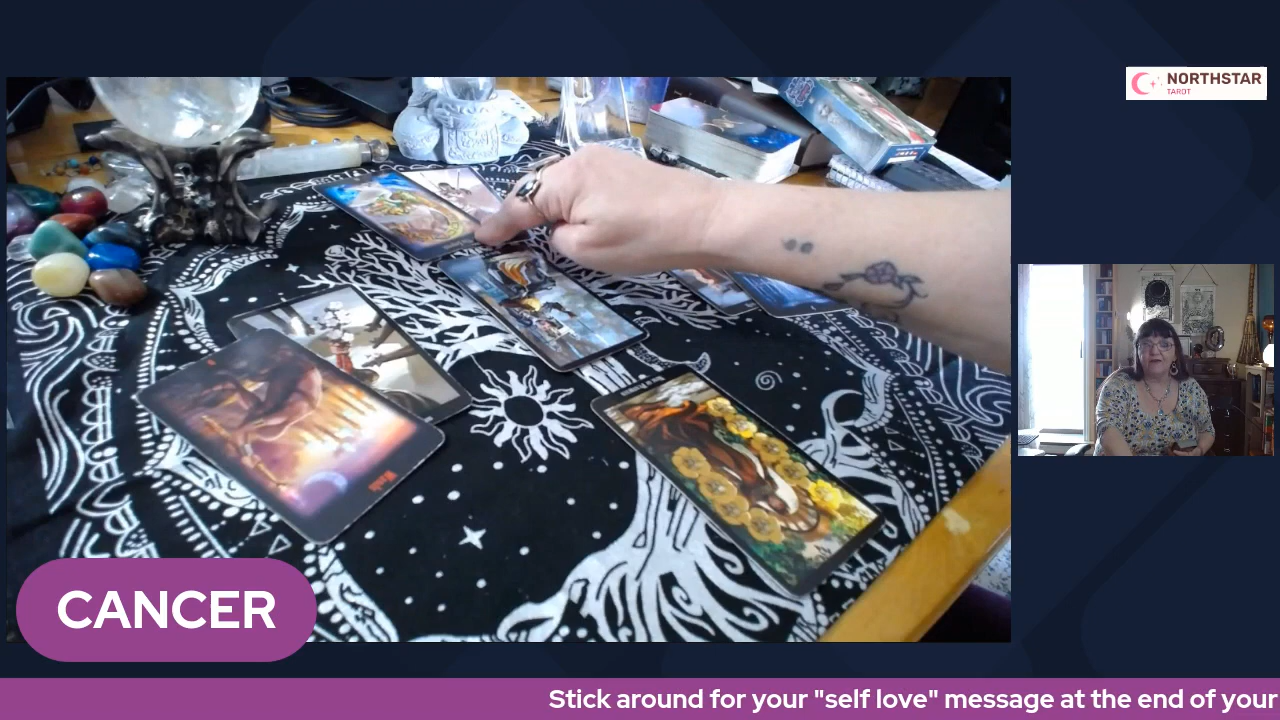 NORTHSTAR
TAROT
CANCER
Stick around for your "self love" message at the end of your